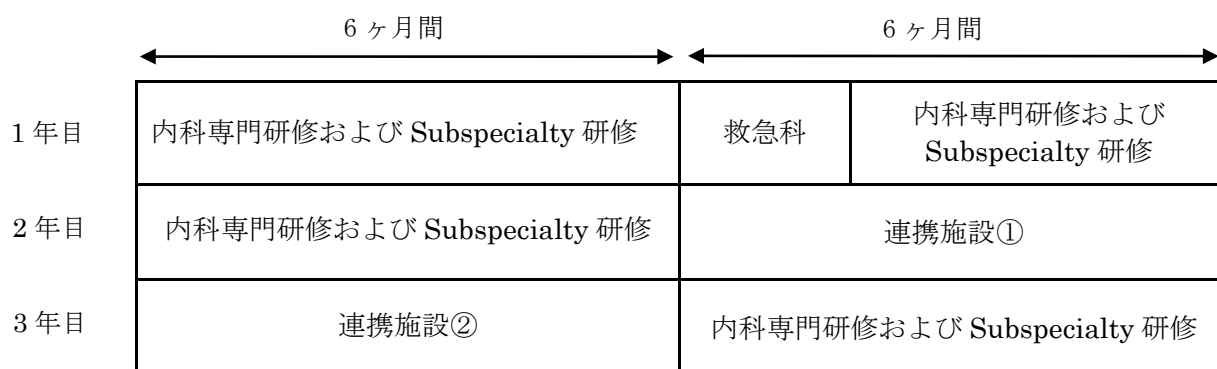 6 ヶ月間
6 ヶ月間
1 年目
内科専門研修および Subspecialty 研修
救急科
内科専門研修および
Subspecialty 研修
2 年目
内科専門研修および Subspecialty 研修
連携施設①
3 年目
連携施設②
内科専門研修および Subspecialty 研修